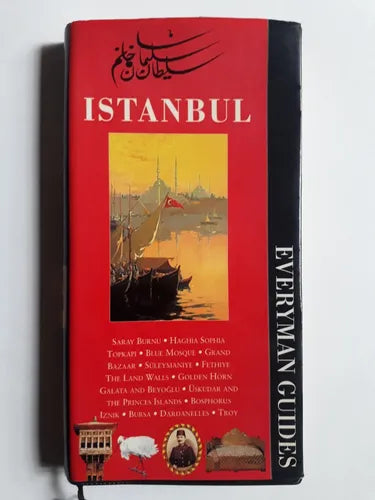 ISTANBUL
EVERYMAN GUIDES
SARAY BURNU • HAGHIA SOPHIA
TOPKAPI • BLUE MOSQUE • GRAND
BAZAAR • SÜLEYMANIYE • FETHIYE
THE LAND WALLS • GOLDEN HORN
GALATA AND BEYOĞLU • USKUDAR AND
THE PRINCES ISLANDS • BOSPHORUS
IZNIK • BURSA • DARDANELLES • TROY